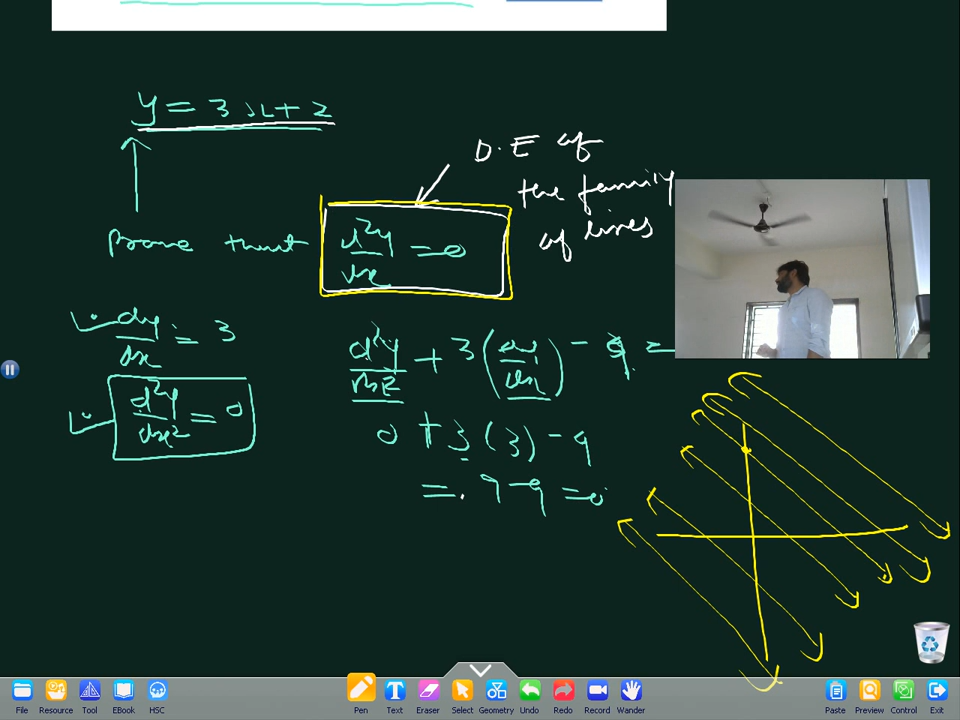 y = 3x + 2
D.E of
the family
of lines
Prove that d²y/dx = 0
dy/dx = 3
d²y/dx² = 0
d²y/dx² + 3(dy/dx) - 9 =
0 + 3(3) - 9
= 9 - 9 = 0
File Resource Tool EBook HSC Pen Text Eraser Select Geometry Undo Redo Record Wander Paste Preview Control Exit